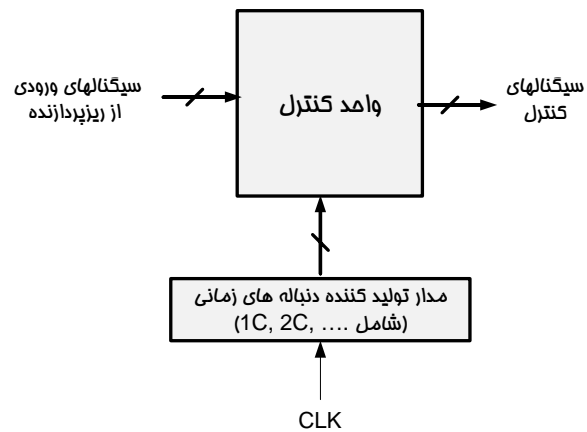 واحد کنترل
سیگنالهای ورودی
از ریزپردازنده
سیگنالهای
کنترل
مدار تولید کننده دنباله های زمانی
(شامل .... ,1C, 2C)
CLK